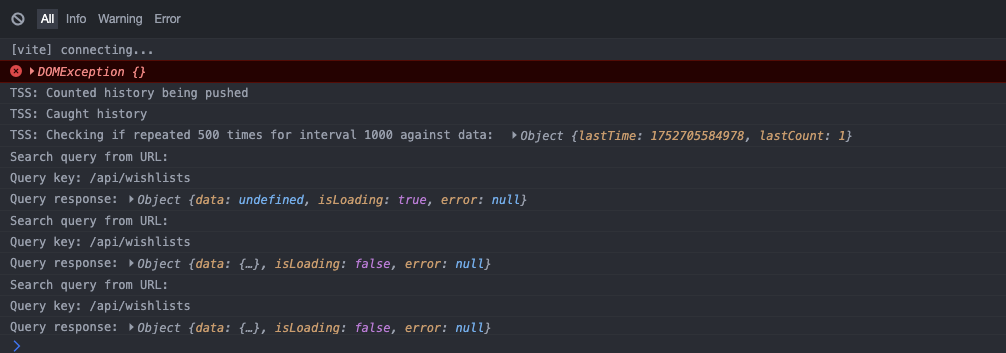 All Info Warning Error
[vite] connecting...
DOMException {}
TSS: Counted history being pushed
TSS: Caught history
TSS: Checking if repeated 500 times for interval 1000 against data: Object {lastTime: 1752705584978, lastCount: 1}
Search query from URL:
Query key: /api/wishlists
Query response: Object {data: undefined, isLoading: true, error: null}
Search query from URL:
Query key: /api/wishlists
Query response: Object {data: {…}, isLoading: false, error: null}
Search query from URL:
Query key: /api/wishlists
Query response: Object {data: {…}, isLoading: false, error: null}